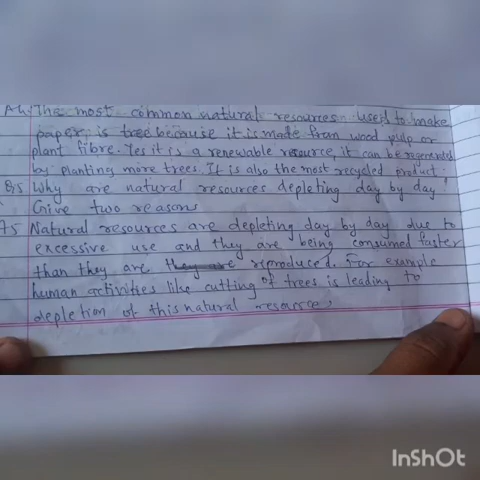 A4. The most common natural resources used to make
paper, is tree because it is made from wood pulp or
plant fibre. Yes it is a renewable resource, it can be regenerated
by planting more trees. It is also the most recycled product.
Q5 Why are natural resources depleting day by day
Give two reasons
A5 Natural resources are depleting day by day due to
excessive use and they are being consumed faster
than they are they are reproduced. For example
human activities like cutting of trees is leading to
depletion of this natural resource.
InShOt